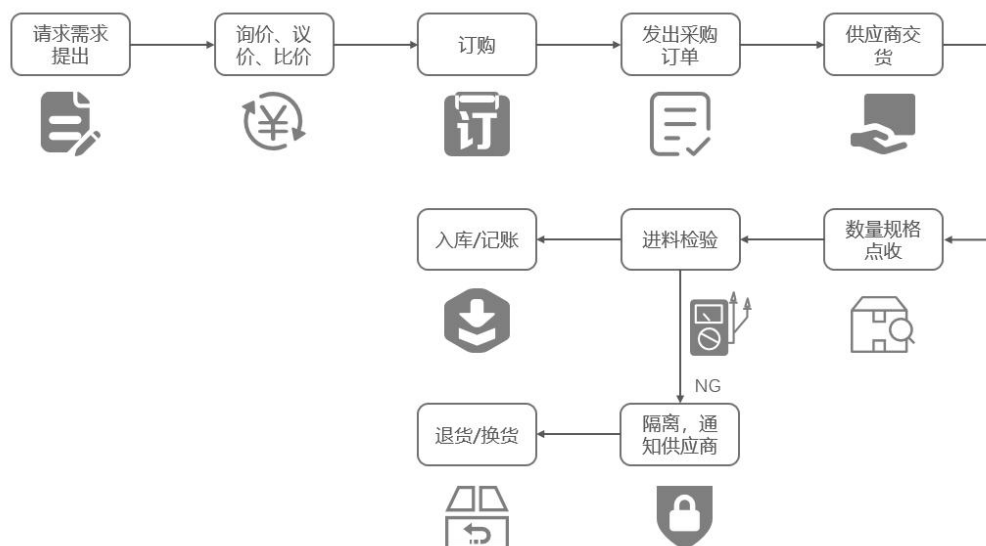 请求需求
提出
询价、议
价、比价
订购
发出采购
订单
供应商交
货
订
入库/记账
进料检验
数量规格
点收
NG
退货/换货
隔离，通
知供应商